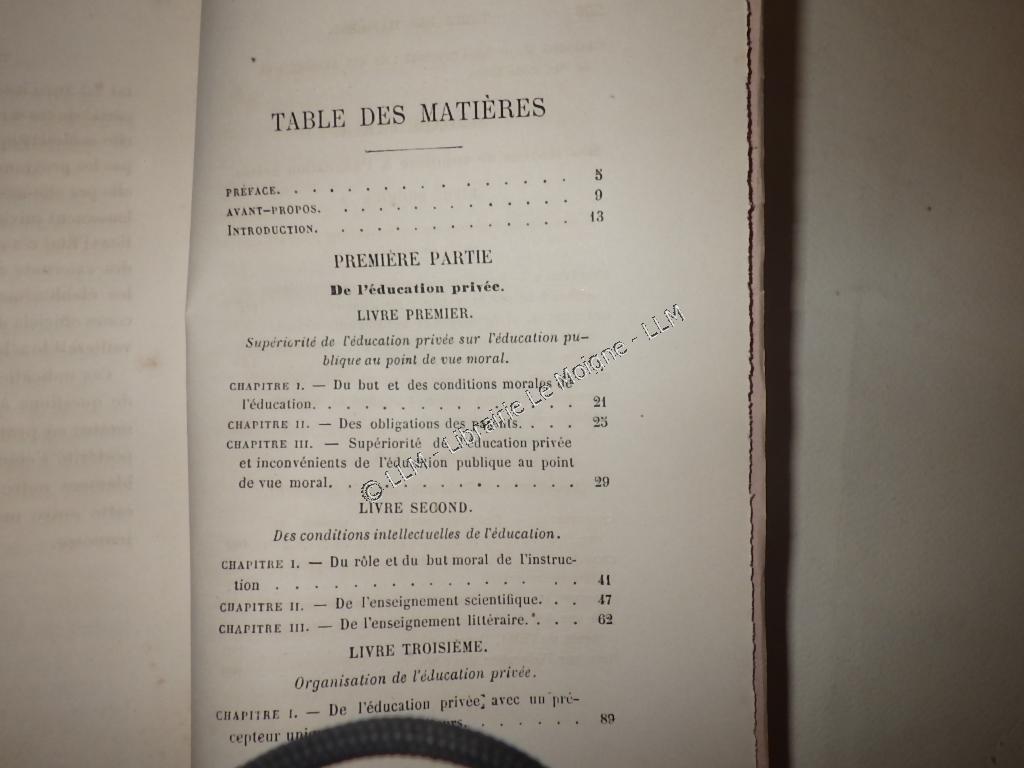 TABLE DES MATIÈRES
PRÉFACE. . . . . . . . . . . . . . . . 5
AVANT-PROPOS. . . . . . . . . . . . . 9
INTRODUCTION. . . . . . . . . . . . . 13
PREMIÈRE PARTIE
De l'éducation privée.
LIVRE PREMIER.
Supériorité de l'éducation privée sur l'éducation pu-
blique au point de vue moral.
CHAPITRE I. — Du but et des conditions morales de
l'éducation. . . . . . . . . . . . . 21
CHAPITRE II. — Des obligations des parents. . . . 25
CHAPITRE III. — Supériorité de l'éducation privée
et inconvénients de l'éducation publique au point
de vue moral. . . . . . . . . . . . 29
LIVRE SECOND.
Des conditions intellectuelles de l'éducation.
CHAPITRE I. — Du rôle et du but moral de l'instruc-
tion . . . . . . . . . . . . . . 41
CHAPITRE II. — De l'enseignement scientifique. . . 47
CHAPITRE III. — De l'enseignement littéraire. . . . 62
LIVRE TROISIÈME.
Organisation de l'éducation privée.
CHAPITRE I. — De l'éducation privée, avec un pré-
cepteur . . . . . . 89
© LLM - Librairie Le Moigne - LLM